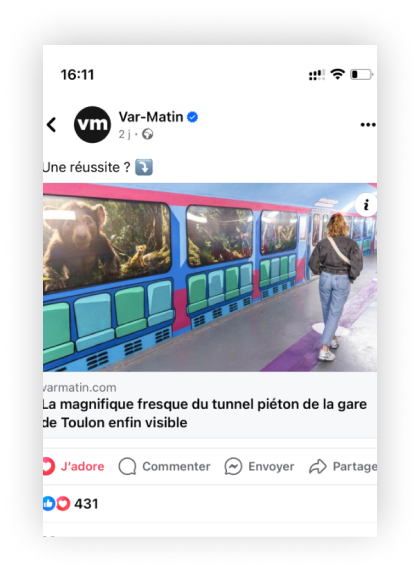 16:11
vm
Var-Matin
2 j
Une réussite ? ⤵️
i
varmatin.com
La magnifique fresque du tunnel piéton de la gare
de Toulon enfin visible
J'adore
Commenter
Envoyer
Partage
431